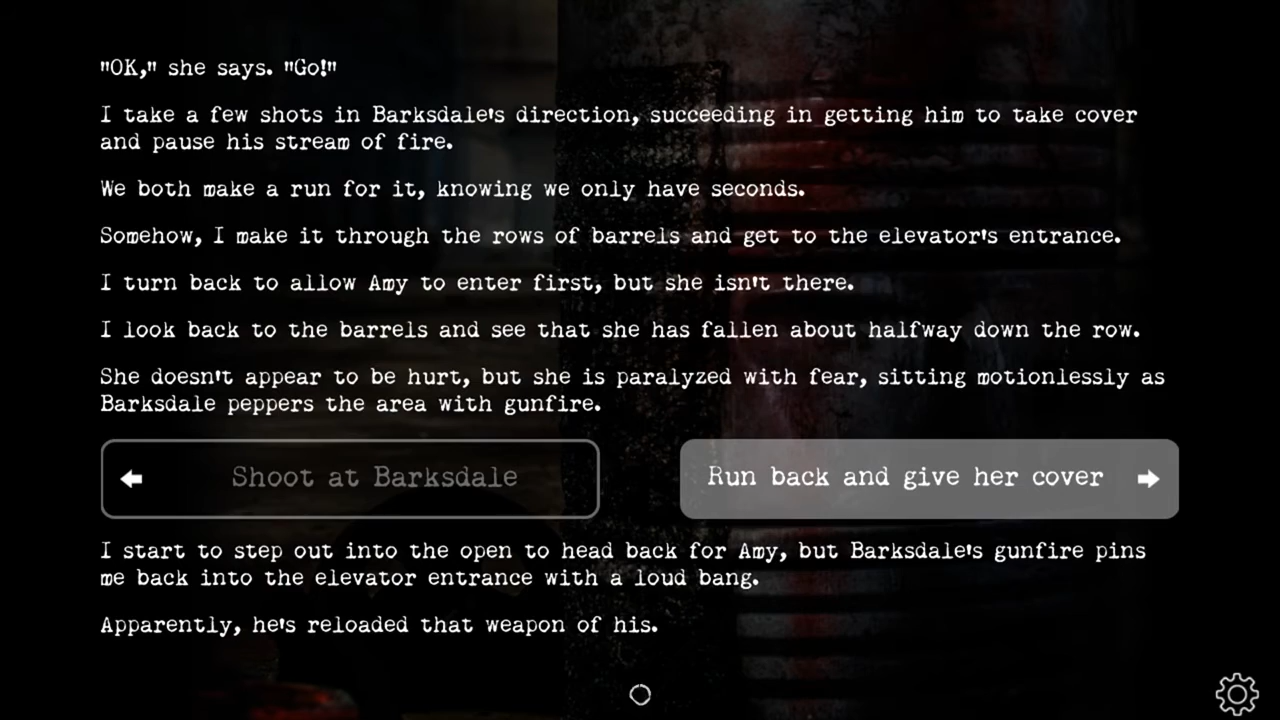 "OK," she says. "Go!"
I take a few shots in Barksdale's direction, succeeding in getting him to take cover
and pause his stream of fire.
We both make a run for it, knowing we only have seconds.
Somehow, I make it through the rows of barrels and get to the elevator's entrance.
I turn back to allow Amy to enter first, but she isn't there.
I look back to the barrels and see that she has fallen about halfway down the row.
She doesn't appear to be hurt, but she is paralyzed with fear, sitting motionlessly as
Barksdale peppers the area with gunfire.
Shoot at Barksdale
Run back and give her cover
I start to step out into the open to head back for Amy, but Barksdale's gunfire pins
me back into the elevator entrance with a loud bang.
Apparently, he's reloaded that weapon of his.